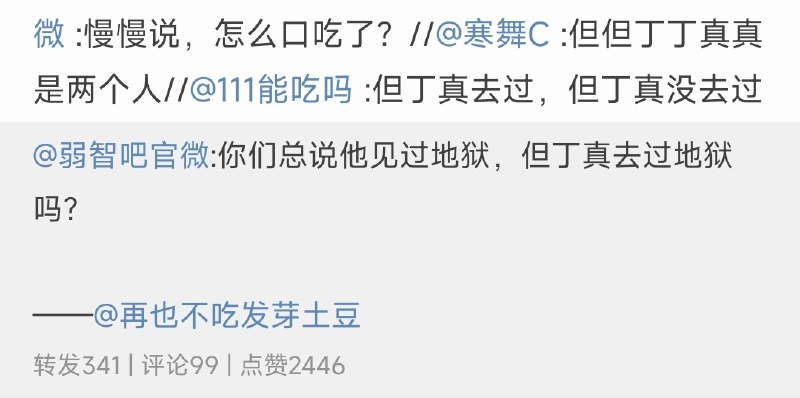 微 :慢慢说，怎么口吃了？//@寒舞C :但但丁丁真真
是两个人//@111能吃吗 :但丁真去过，但丁真没去过
@弱智吧官微:你们总说他见过地狱，但丁真去过地狱
吗？
——@再也不吃发芽土豆
转发341 | 评论99 | 点赞2446